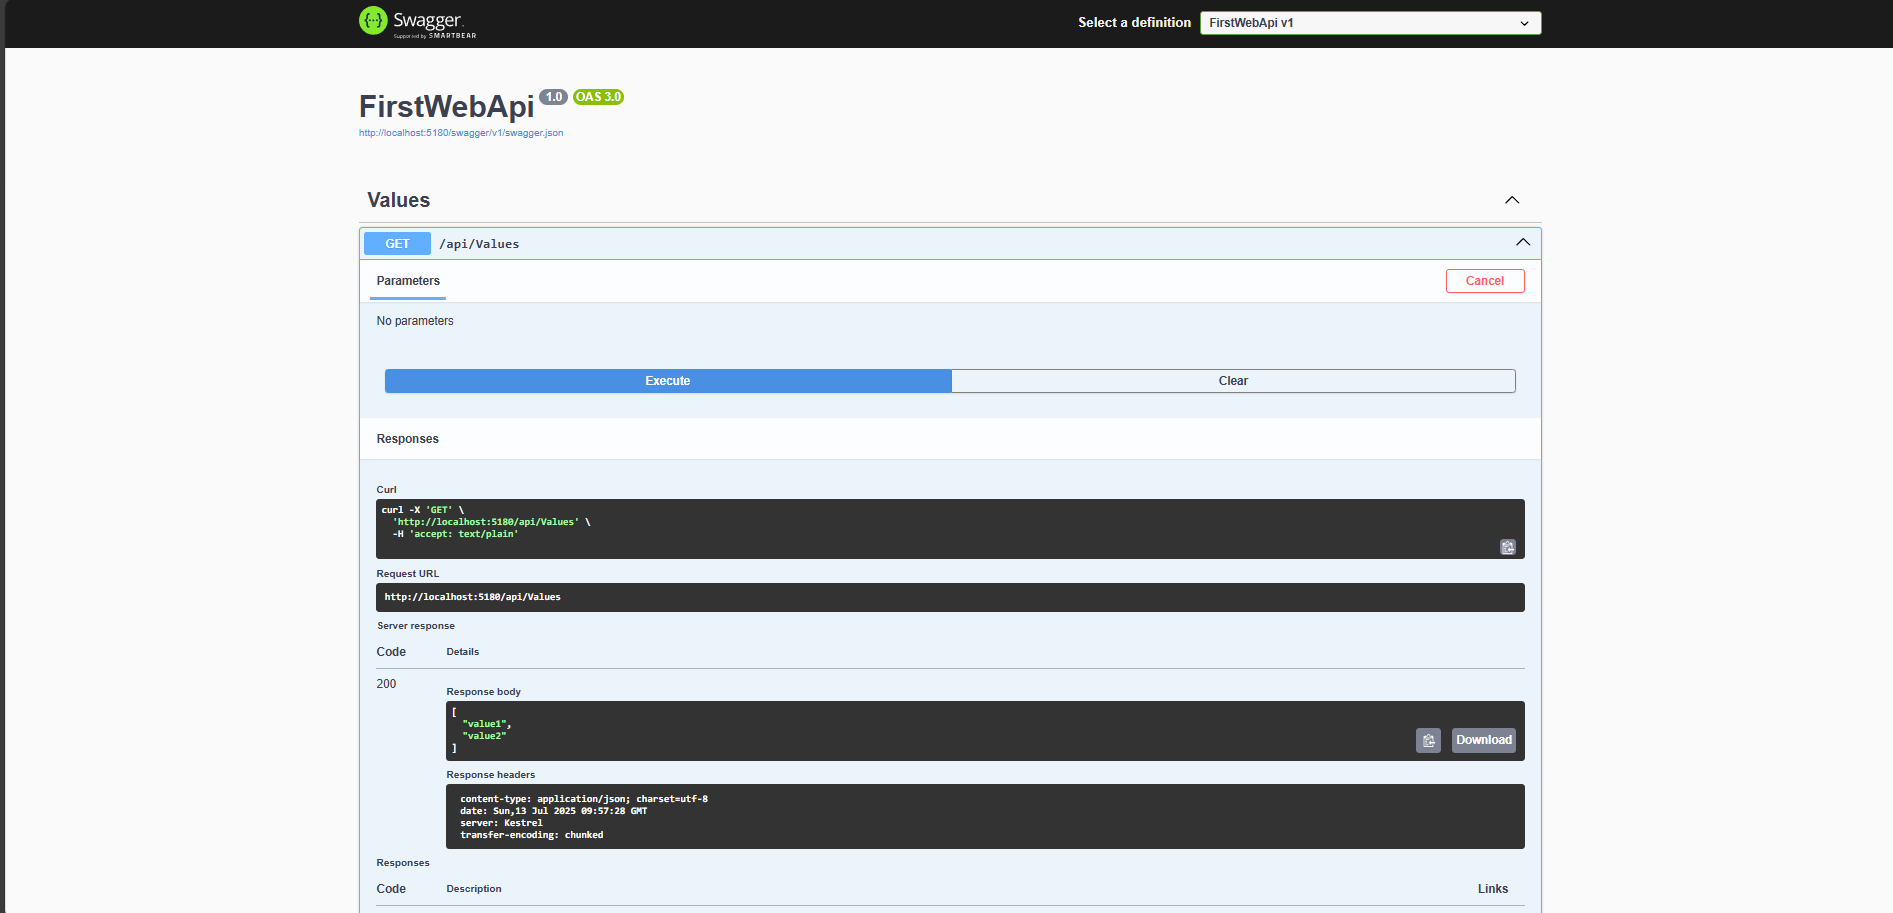 Swagger.
Supported by SMARTBEAR
Select a definition
FirstWebApi v1
FirstWebApi 1.0 OAS 3.0
http://localhost:5180/swagger/v1/swagger.json
Values
GET /api/Values
Parameters
Cancel
No parameters
Execute
Clear
Responses
Curl
curl -X 'GET' \
'http://localhost:5180/api/Values' \
-H 'accept: text/plain'
Request URL
http://localhost:5180/api/Values
Server response
Code Details
200
Response body
[
"value1",
"value2"
]
Download
Response headers
content-type: application/json; charset=utf-8
date: Sun,13 Jul 2025 09:57:28 GMT
server: Kestrel
transfer-encoding: chunked
Responses
Code Description Links